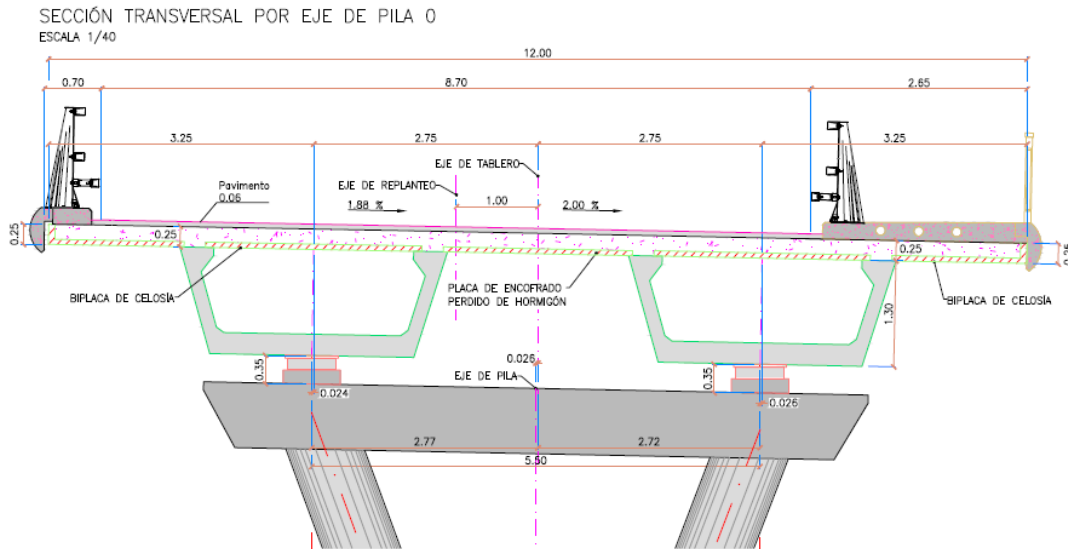 SECCIÓN TRANSVERSAL POR EJE DE PILA 0
ESCALA 1/40
12.00
0.70
8.70
2.65
3.25
2.75
2.75
3.25
EJE DE TABLERO
EJE DE REPLANTEO
Pavimento
0.06
1.88 %
1.00
2.00 %
0.25
0.25
0.25
0.25
BIPLACA DE CELOSÍA
PLACA DE ENCOFRADO
PERDIDO DE HORMIGÓN
BIPLACA DE CELOSÍA
1.30
0.35
0.026
0.35
EJE DE PILA
0.024
0.026
2.77
2.72
5.50